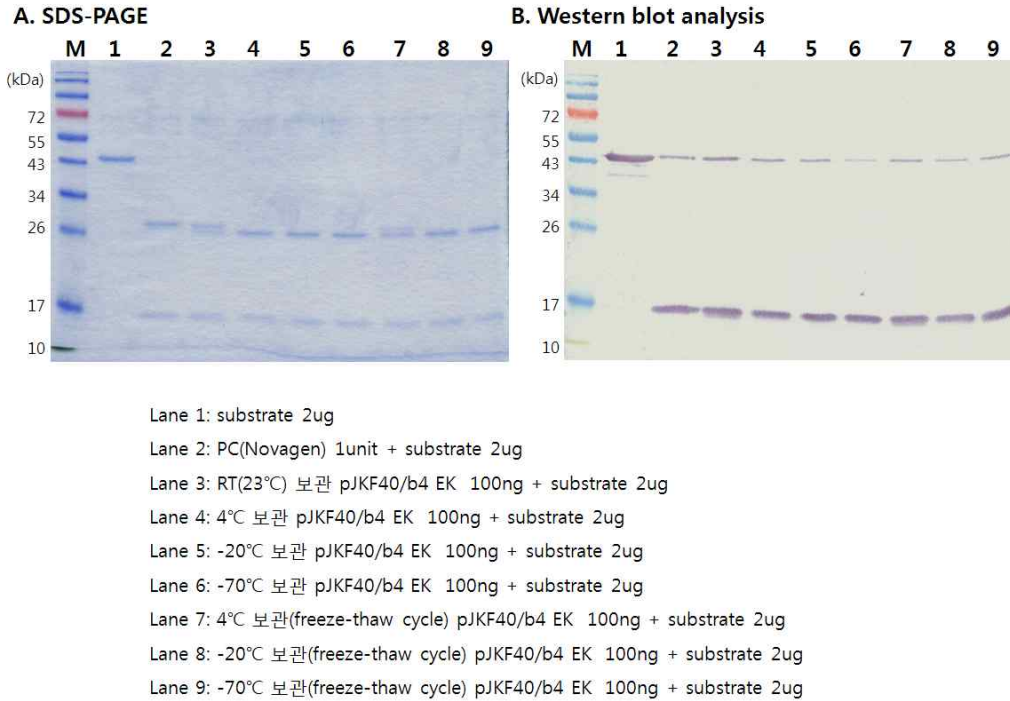 A. SDS-PAGE
M 1 2 3 4 5 6 7 8 9
(kDa)
72
55
43
34
26
17
10
B. Western blot analysis
M 1 2 3 4 5 6 7 8 9
(kDa)
72
55
43
34
26
17
10
Lane 1: substrate 2ug
Lane 2: PC(Novagen) 1unit + substrate 2ug
Lane 3: RT(23℃) 보관 pJKF40/b4 EK 100ng + substrate 2ug
Lane 4: 4℃ 보관 pJKF40/b4 EK 100ng + substrate 2ug
Lane 5: -20℃ 보관 pJKF40/b4 EK 100ng + substrate 2ug
Lane 6: -70℃ 보관 pJKF40/b4 EK 100ng + substrate 2ug
Lane 7: 4℃ 보관(freeze-thaw cycle) pJKF40/b4 EK 100ng + substrate 2ug
Lane 8: -20℃ 보관(freeze-thaw cycle) pJKF40/b4 EK 100ng + substrate 2ug
Lane 9: -70℃ 보관(freeze-thaw cycle) pJKF40/b4 EK 100ng + substrate 2ug